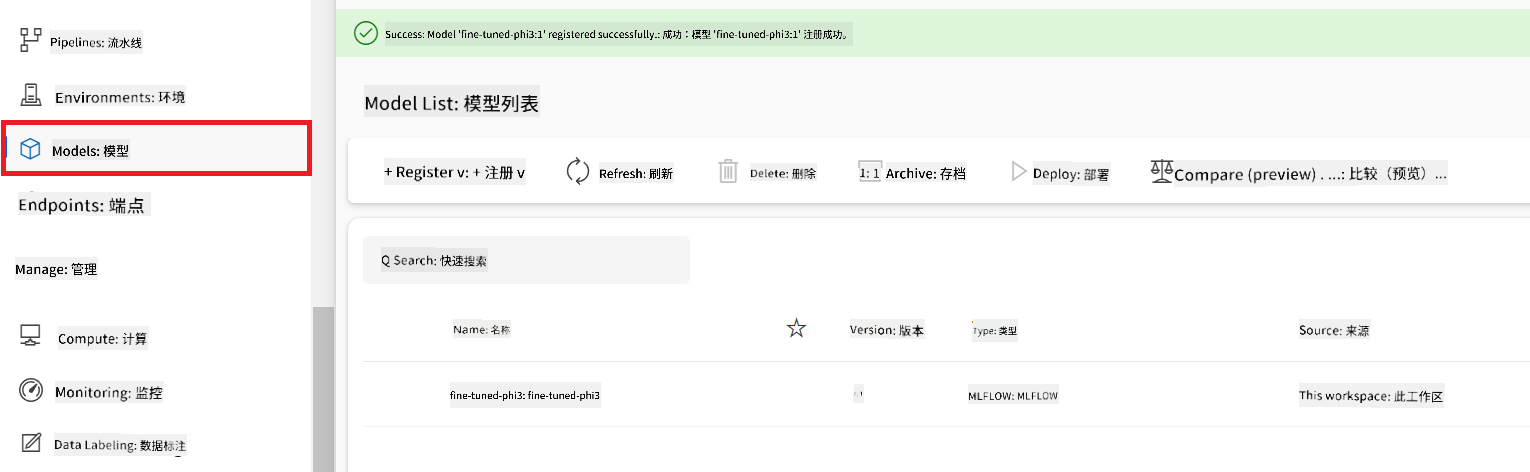 Pipelines: 流水线
Environments: 环境
Models: 模型
Endpoints: 端点
Manage: 管理
Compute: 计算
Monitoring: 监控
Data Labeling: 数据标注
Success: Model 'fine-tuned-phi3:1' registered successfully.: 成功：模型 'fine-tuned-phi3:1' 注册成功。
Model List: 模型列表
+ Register v: + 注册 v
Refresh: 刷新
Delete: 删除
1: 1 Archive: 存档
Deploy: 部署
Compare (preview) . ...: 比较（预览）...
Q Search: 快速搜索
Name: 名称 Version: 版本 Type: 类型 Source: 来源
fine-tuned-phi3: fine-tuned-phi3 MLFLOW: MLFLOW This workspace: 此工作区